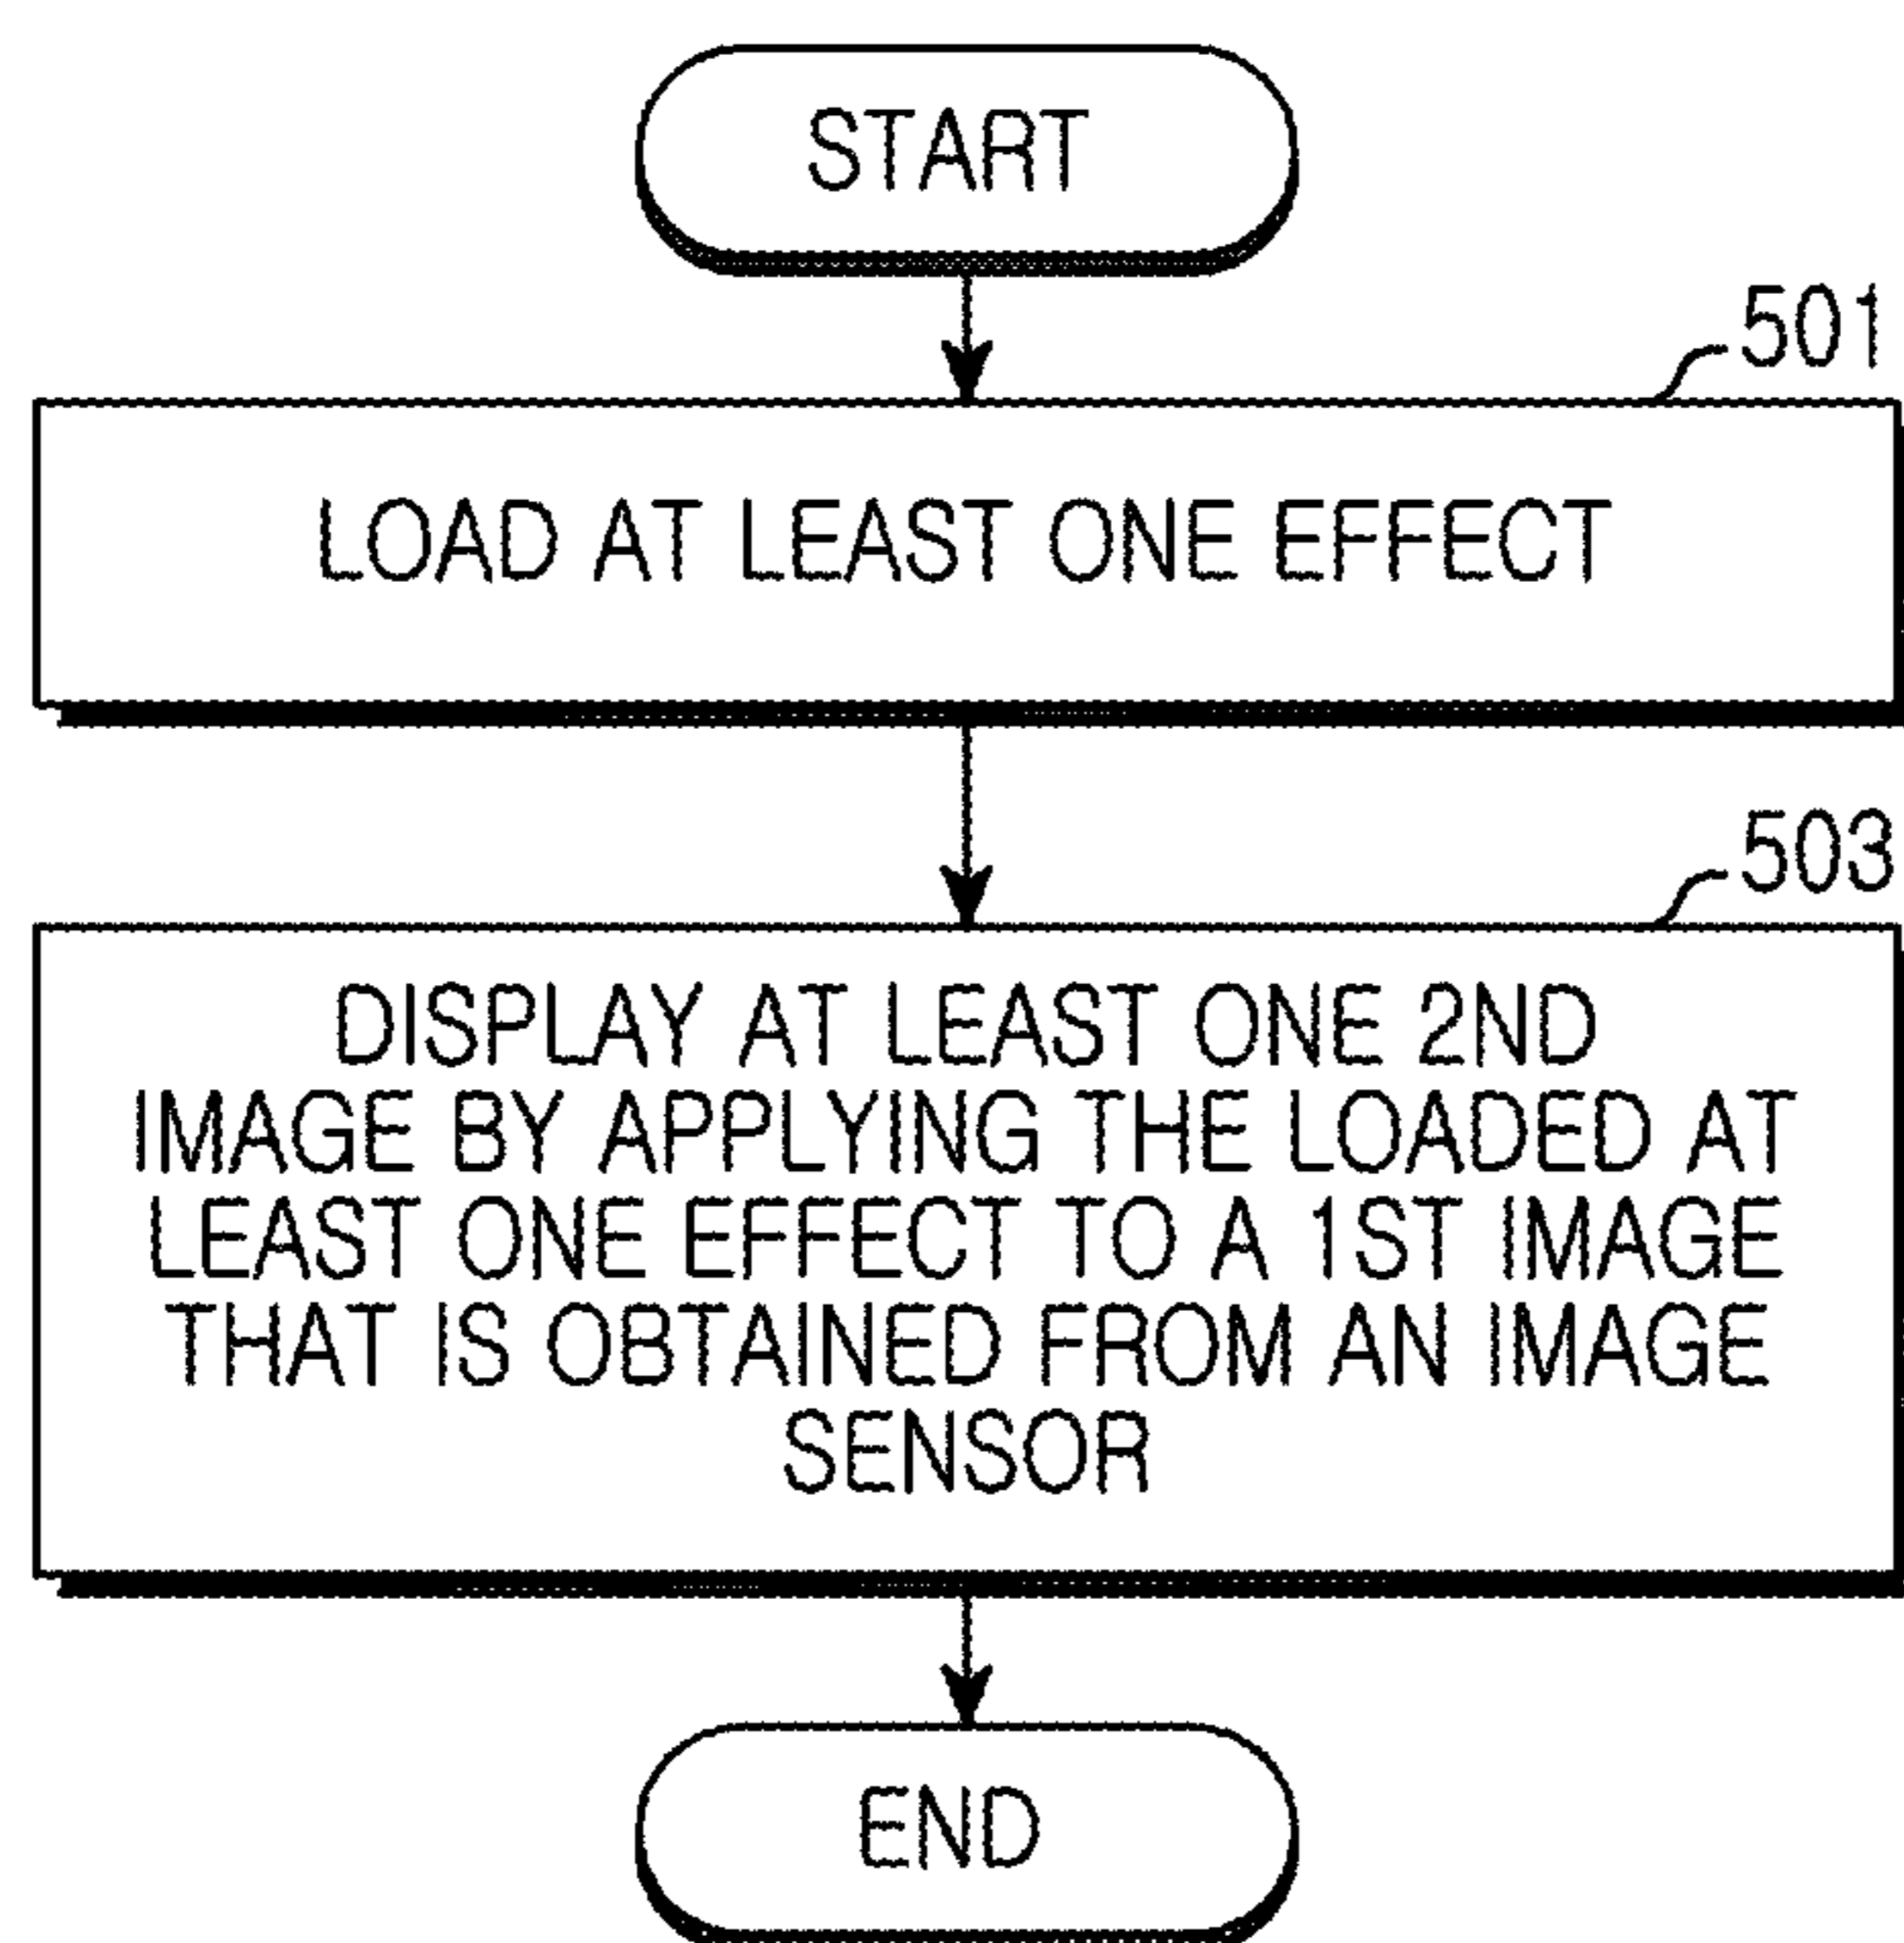 START
501
LOAD AT LEAST ONE EFFECT
503
DISPLAY AT LEAST ONE 2ND
IMAGE BY APPLYING THE LOADED AT
LEAST ONE EFFECT TO A 1ST IMAGE
THAT IS OBTAINED FROM AN IMAGE
SENSOR
END